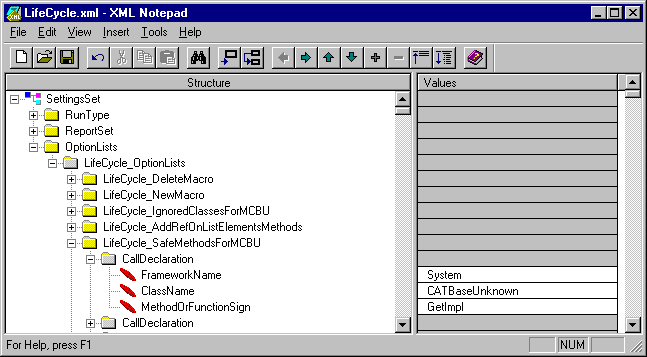 LifeCycle.xml - XML Notepad
File Edit View Insert Tools Help
Structure Values
SettingsSet
RunType
ReportSet
OptionLists
LifeCycle_OptionLists
LifeCycle_DeleteMacro
LifeCycle_NewMacro
LifeCycle_IgnoredClassesForMCBU
LifeCycle_AddRefOnListElementsMethods
LifeCycle_SafeMethodsForMCBU
CallDeclaration
FrameworkName System
ClassName CATBaseUnknown
MethodOrFunctionSign GetImpl
CallDeclaration
For Help, press F1 NUM